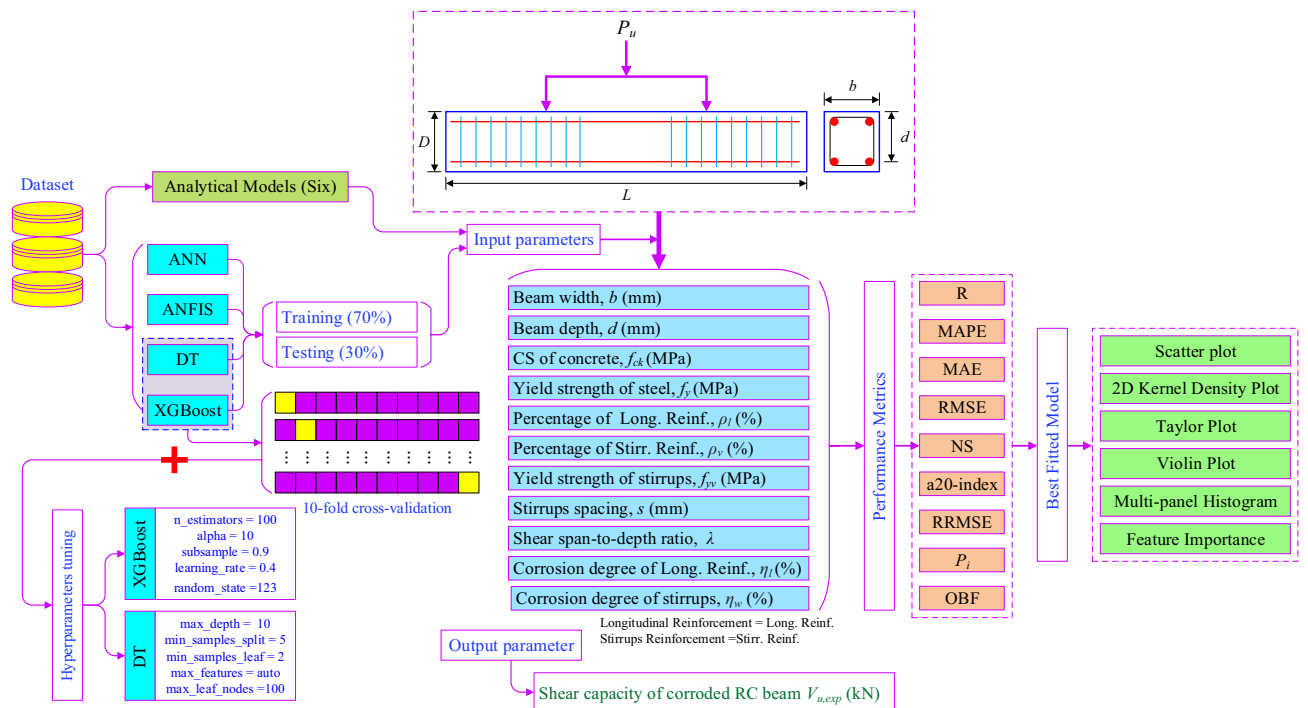 P_u
b
D
d
L
Dataset
Analytical Models (Six)
Input parameters
ANN
ANFIS
DT
XGBoost
Training (70%)
Testing (30%)
10-fold cross-validation
Hyperparameters tuning
XGBoost
n_estimators = 100
alpha = 10
subsample = 0.9
learning_rate = 0.4
random_state =123
DT
max_depth = 10
min_samples_split = 5
min_samples_leaf = 2
max_features = auto
max_leaf_nodes =100
Beam width, b (mm)
Beam depth, d (mm)
CS of concrete, f_ck (MPa)
Yield strength of steel, f_y (MPa)
Percentage of Long. Reinf., ρ_l (%)
Percentage of Stirr. Reinf., ρ_v (%)
Yield strength of stirrups, f_yv (MPa)
Stirrups spacing, s (mm)
Shear span-to-depth ratio, λ
Corrosion degree of Long. Reinf., η_l (%)
Corrosion degree of stirrups, η_w (%)
Longitudinal Reinforcement = Long. Reinf.
Stirrups Reinforcement =Stirr. Reinf.
Output parameter
Shear capacity of corroded RC beam V_u,exp (kN)
Performance Metrics
R
MAPE
MAE
RMSE
NS
a20-index
RRMSE
P_i
OBF
Best Fitted Model
Scatter plot
2D Kernel Density Plot
Taylor Plot
Violin Plot
Multi-panel Histogram
Feature Importance